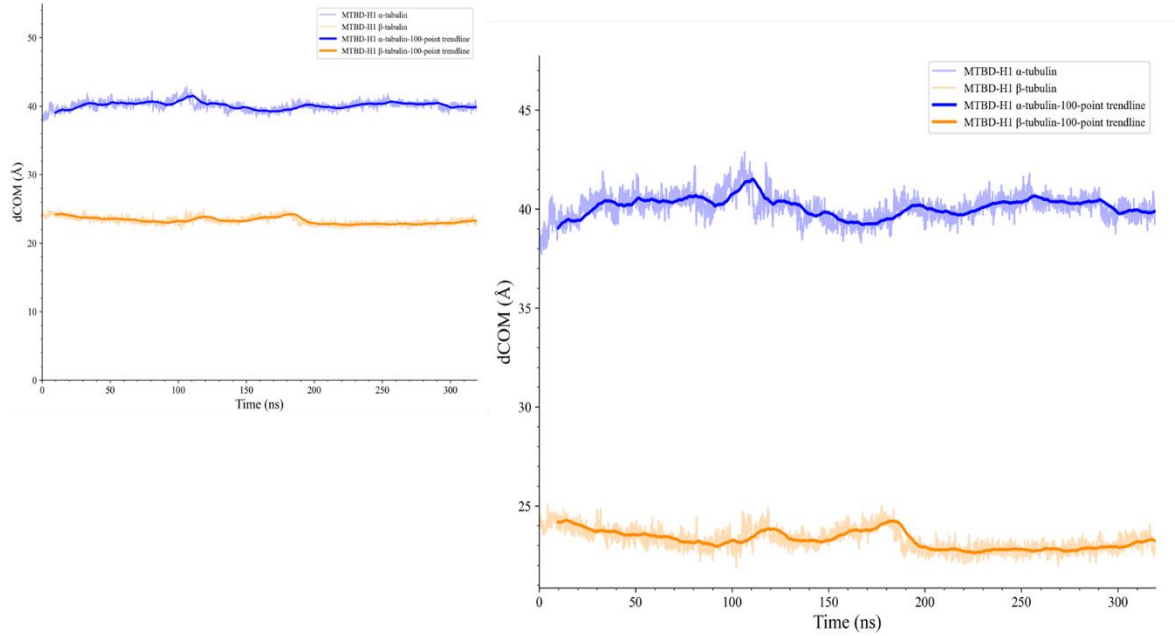 MTBD-H1 α-tubulin
MTBD-H1 β-tubulin
MTBD-H1 α-tubulin-100-point trendline
MTBD-H1 β-tubulin-100-point trendline
50
40
30
20
10
0
dCOM (Å)
0 50 100 150 200 250 300
Time (ns)
MTBD-H1 α-tubulin
MTBD-H1 β-tubulin
MTBD-H1 α-tubulin-100-point trendline
MTBD-H1 β-tubulin-100-point trendline
45
40
35
30
25
dCOM (Å)
0 50 100 150 200 250 300
Time (ns)